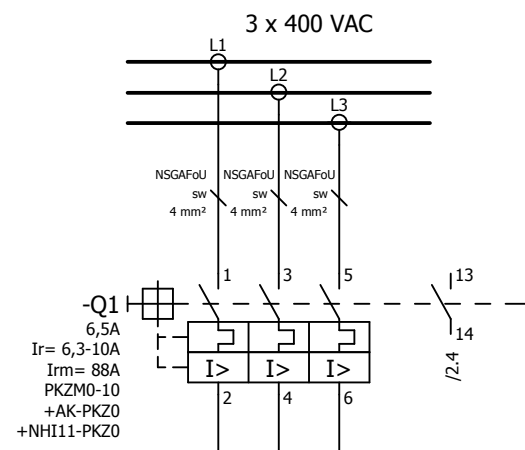 3 x 400 VAC
L1
L2
L3
NSGAFoU NSGAFoU NSGAFoU
sw sw sw
4 mm² 4 mm² 4 mm²
1 3 5 13
-Q1
14
6,5A
Ir= 6,3-10A
Irm= 88A
PKZM0-10
+AK-PKZ0
+NHI11-PKZ0
I> I> I>
/2.4
2 4 6